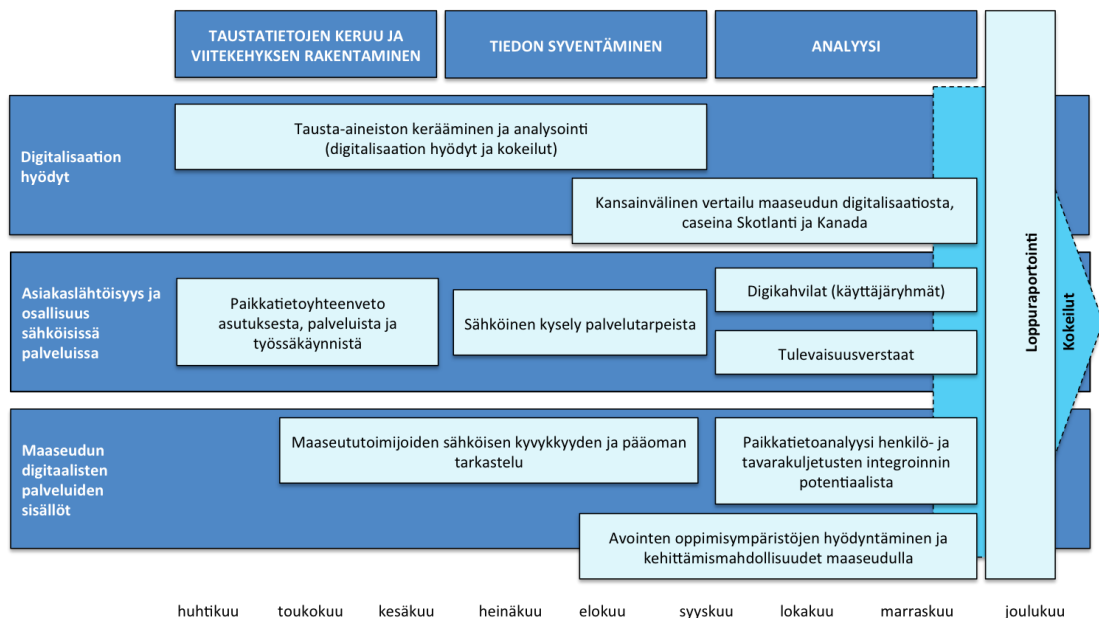 TAUSTATIETOJEN KERUU JA
VIITEKEHYKSEN RAKENTAMINEN
TIEDON SYVENTÄMINEN
ANALYYSI
Digitalisaation
hyödyt
Tausta-aineiston kerääminen ja analysointi
(digitalisaation hyödyt ja kokeilut)
Kansainvälinen vertailu maaseudun digitalisaatiosta,
caseina Skotlanti ja Kanada
Asiakaslähtöisyys ja
osallisuus
sähköisissä
palveluissa
Paikkatietoyhteenveto
asutuksesta, palveluista ja
työssäkäynnistä
Sähköinen kysely palvelutarpeista
Digikahvilat (käyttäjäryhmät)
Tulevaisuusverstaat
Maaseudun
digitaalisten
palveluiden
sisällöt
Maaseututoimijoiden sähköisen kyvykkyyden ja pääoman
tarkastelu
Paikkatietoanalyysi henkilö- ja
tavarakuljetusten integroinnin
potentiaalista
Avointen oppimisympäristöjen hyödyntäminen ja
kehittämismahdollisuudet maaseudulla
Loppuraportointi
Kokeilut
huhtikuu toukokuu kesäkuu heinäkuu elokuu syyskuu lokakuu marraskuu joulukuu